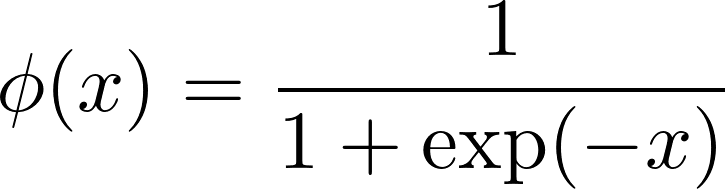 ϕ(x) = 1 / (1 + exp(−x))